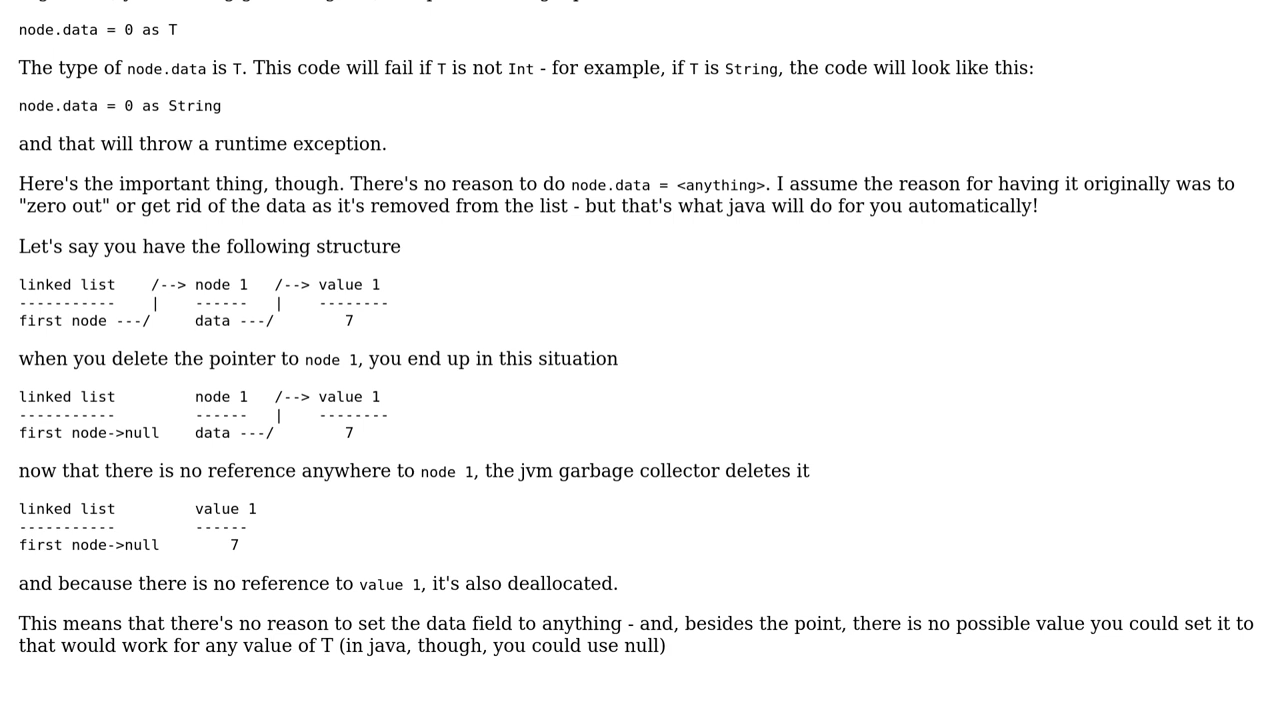 node.data = 0 as T
The type of node.data is T. This code will fail if T is not Int - for example, if T is String, the code will look like this:
node.data = 0 as String
and that will throw a runtime exception.
Here's the important thing, though. There's no reason to do node.data = <anything>. I assume the reason for having it originally was to
"zero out" or get rid of the data as it's removed from the list - but that's what java will do for you automatically!
Let's say you have the following structure
linked list    /--> node 1   /--> value 1
-----------    |    ------   |    --------
first node ---/     data ---/        7
when you delete the pointer to node 1, you end up in this situation
linked list         node 1   /--> value 1
-----------         ------   |    --------
first node->null    data ---/        7
now that there is no reference anywhere to node 1, the jvm garbage collector deletes it
linked list         value 1
-----------         ------
first node->null        7
and because there is no reference to value 1, it's also deallocated.
This means that there's no reason to set the data field to anything - and, besides the point, there is no possible value you could set it to
that would work for any value of T (in java, though, you could use null)